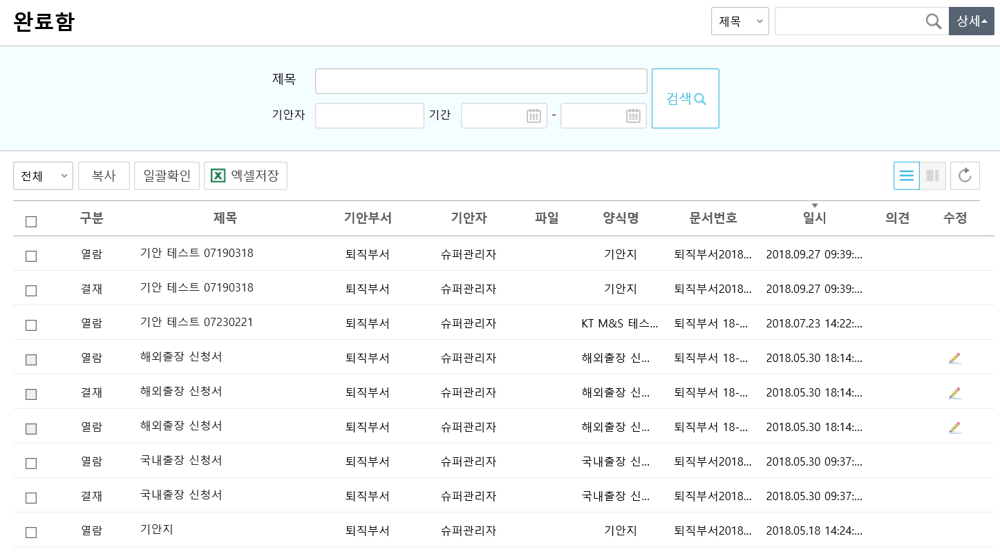 완료함 제목 상세
제목
기안자 기간 -
검색
전체 복사 일괄확인 엑셀저장
구분 제목 기안부서 기안자 파일 양식명 문서번호 일시 의견 수정
열람 기안 테스트 07190318 퇴직부서 슈퍼관리자 기안지 퇴직부서2018... 2018.09.27 09:39:...
결재 기안 테스트 07190318 퇴직부서 슈퍼관리자 기안지 퇴직부서2018... 2018.09.27 09:39:...
열람 기안 테스트 07230221 퇴직부서 슈퍼관리자 KT M&S 테스... 퇴직부서 18-... 2018.07.23 14:22:...
열람 해외출장 신청서 퇴직부서 슈퍼관리자 해외출장 신... 퇴직부서 18-... 2018.05.30 18:14:...
결재 해외출장 신청서 퇴직부서 슈퍼관리자 해외출장 신... 퇴직부서 18-... 2018.05.30 18:14:...
열람 해외출장 신청서 퇴직부서 슈퍼관리자 해외출장 신... 퇴직부서 18-... 2018.05.30 18:14:...
열람 국내출장 신청서 퇴직부서 슈퍼관리자 국내출장 신... 퇴직부서2018... 2018.05.30 09:37:...
결재 국내출장 신청서 퇴직부서 슈퍼관리자 국내출장 신... 퇴직부서2018... 2018.05.30 09:37:...
열람 기안지 퇴직부서 슈퍼관리자 기안지 퇴직부서2018... 2018.05.18 14:24:...